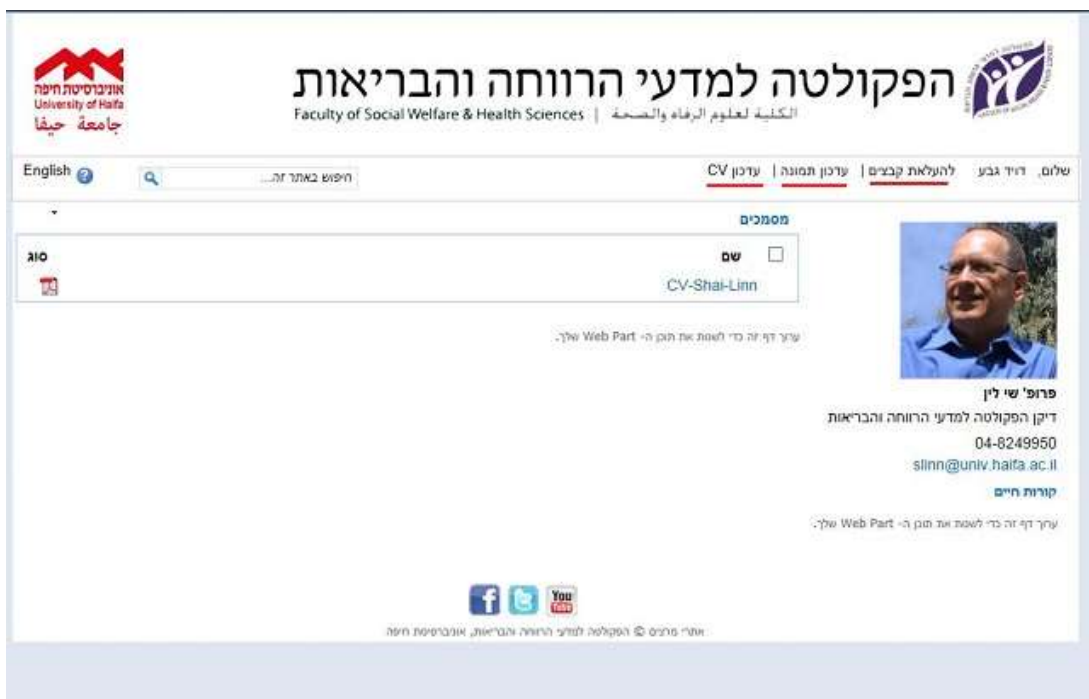 הפקולטה למדעי הרווחה והבריאות
Faculty of Social Welfare & Health Sciences | الكلية لعلوم الرفاه والصحة
אוניברסיטת חיפה
University of Haifa
جامعة حيفا
שלום, דויד גבע להעלאת קבצים | עדכון תמונה | עדכון CV
חיפוש באתר זה...
English
מסמכים
שם סוג
CV-Shai-Linn
ערוך דף זה כדי לשנות את תוכן ה- Web Part שלך.
פרופ' שי לין
דיקן הפקולטה למדעי הרווחה והבריאות
04-8249950
slinn@univ.haifa.ac.il
קורות חיים
ערוך דף זה כדי לשנות את תוכן ה- Web Part שלך.
You
Tube
אתרי מרצים © הפקולטה למדעי הרווחה והבריאות, אוניברסיטת חיפה